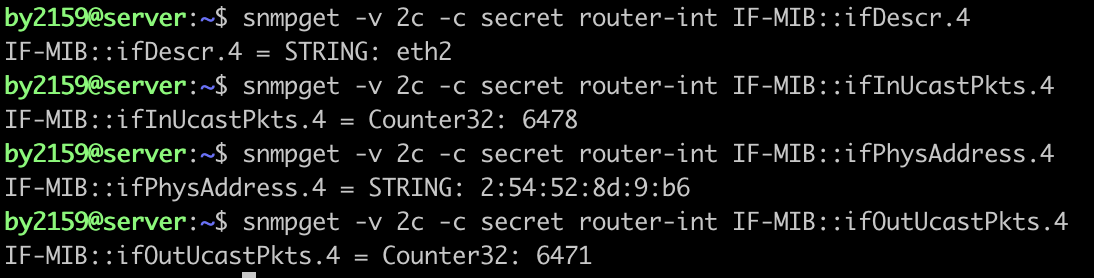 by2159@server:~$ snmpget -v 2c -c secret router-int IF-MIB::ifDescr.4
IF-MIB::ifDescr.4 = STRING: eth2
by2159@server:~$ snmpget -v 2c -c secret router-int IF-MIB::ifInUcastPkts.4
IF-MIB::ifInUcastPkts.4 = Counter32: 6478
by2159@server:~$ snmpget -v 2c -c secret router-int IF-MIB::ifPhysAddress.4
IF-MIB::ifPhysAddress.4 = STRING: 2:54:52:8d:9:b6
by2159@server:~$ snmpget -v 2c -c secret router-int IF-MIB::ifOutUcastPkts.4
IF-MIB::ifOutUcastPkts.4 = Counter32: 6471